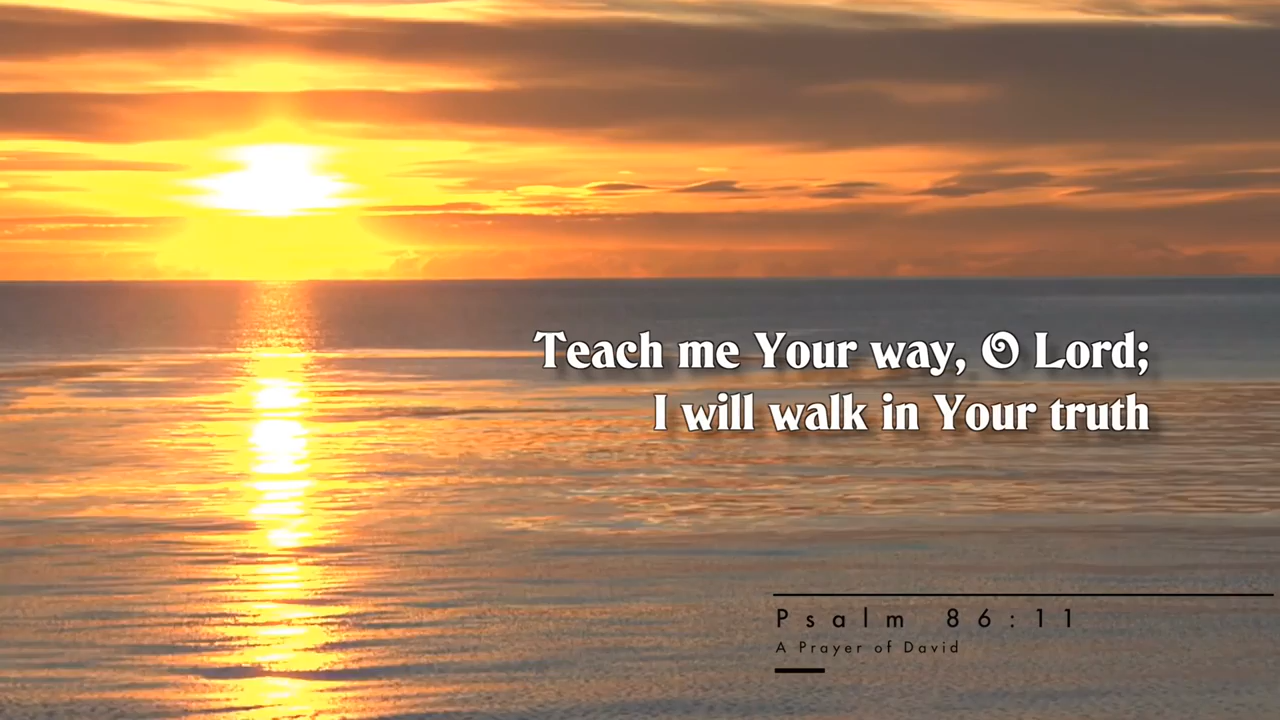 Teach me Your way, O Lord;
I will walk in Your truth
Psalm 86:11
A Prayer of David